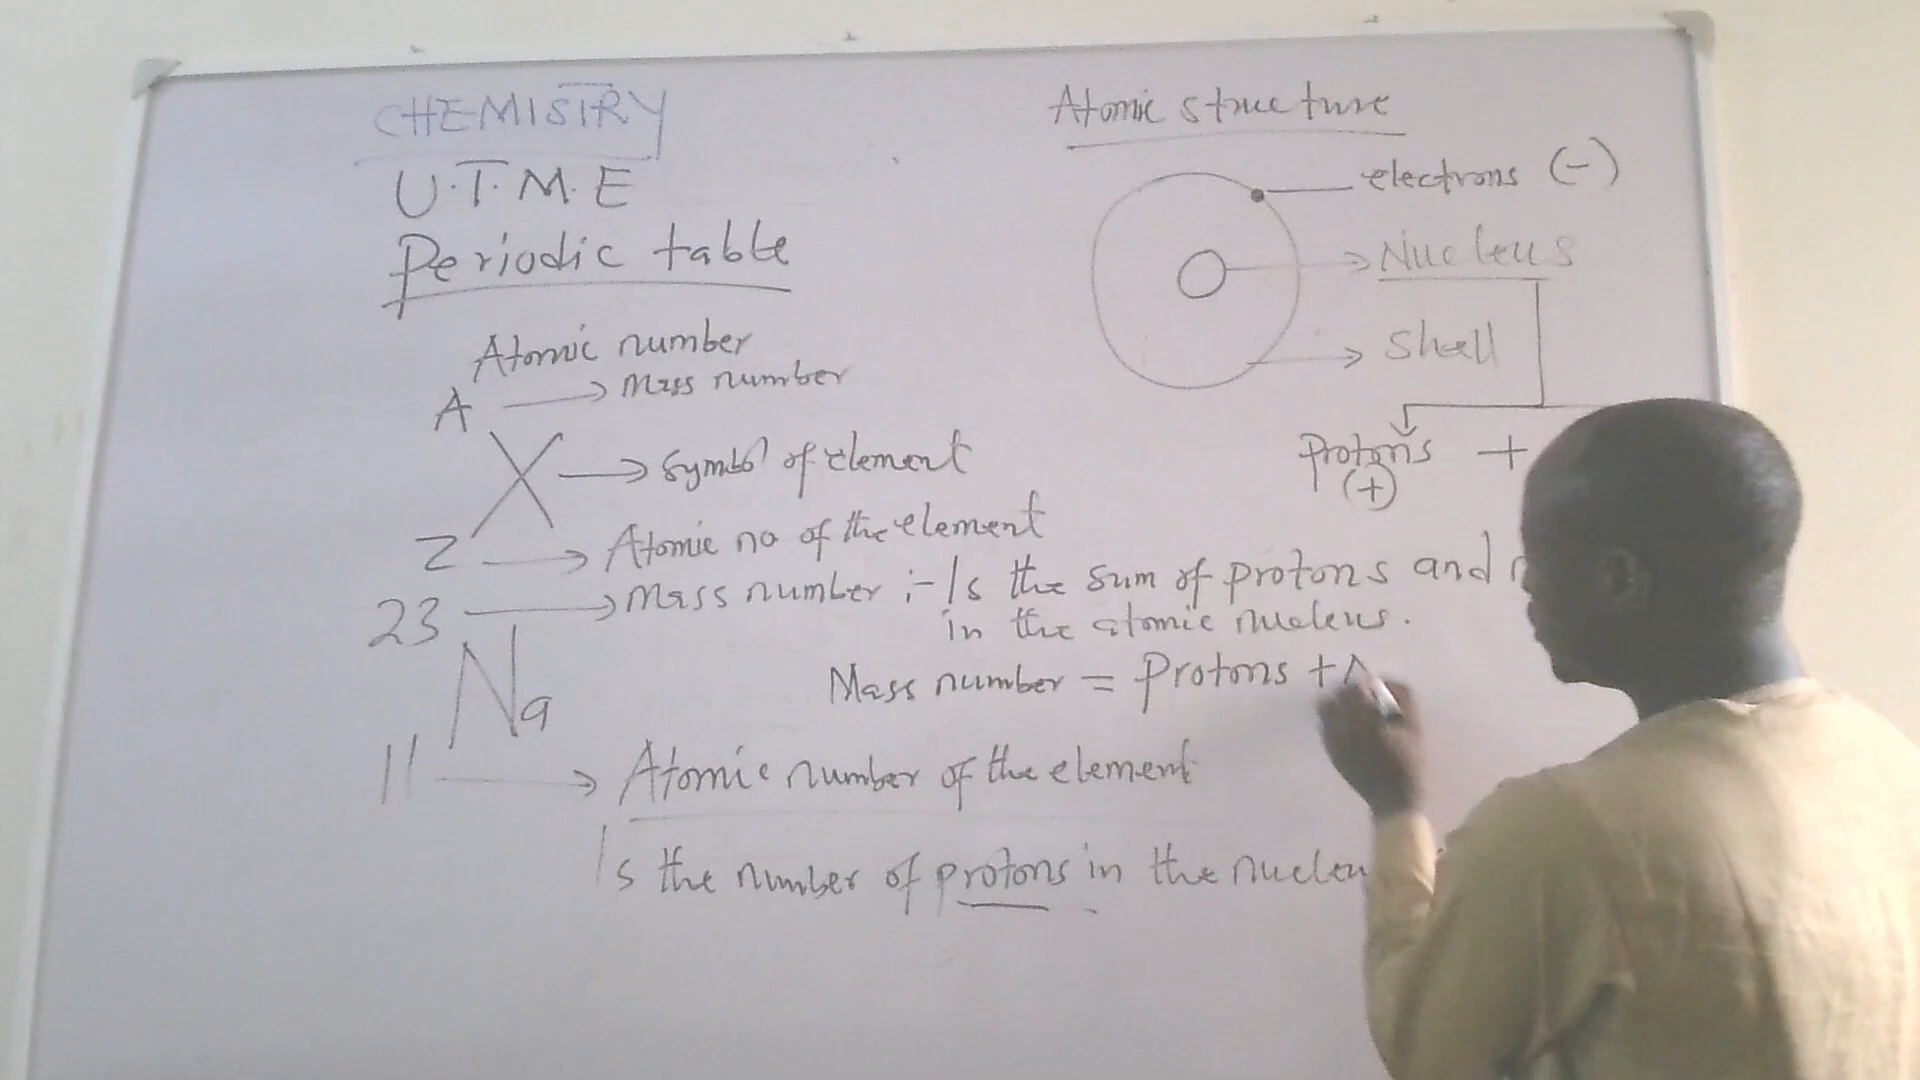 CHEMISTRY
U.T.M.E
Periodic table
Atomic number
A → Mass number
X → Symbol of element
Z → Atomic no of the element
23 → Mass number :- Is the sum of protons and
in the atomic nucleus.
Na
Mass number = Protons + N
11 → Atomic number of the element
Is the number of protons in the nucleu
Atomic structure
electrons (-)
→ Nucleus
→ Shell
Protons +
(+)